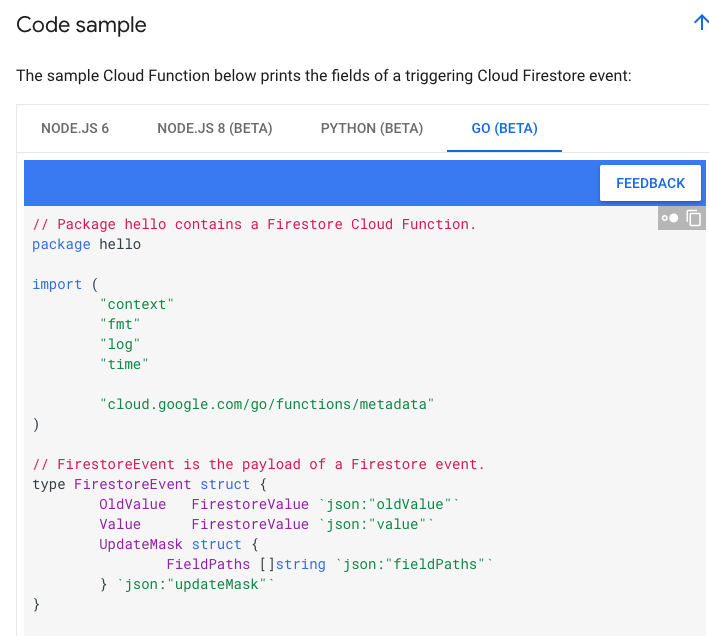 Code sample
The sample Cloud Function below prints the fields of a triggering Cloud Firestore event:
NODE.JS 6 NODE.JS 8 (BETA) PYTHON (BETA) GO (BETA)
FEEDBACK
// Package hello contains a Firestore Cloud Function.
package hello
import (
"context"
"fmt"
"log"
"time"
"cloud.google.com/go/functions/metadata"
)
// FirestoreEvent is the payload of a Firestore event.
type FirestoreEvent struct {
OldValue FirestoreValue `json:"oldValue"`
Value FirestoreValue `json:"value"`
UpdateMask struct {
FieldPaths []string `json:"fieldPaths"`
} `json:"updateMask"`
}